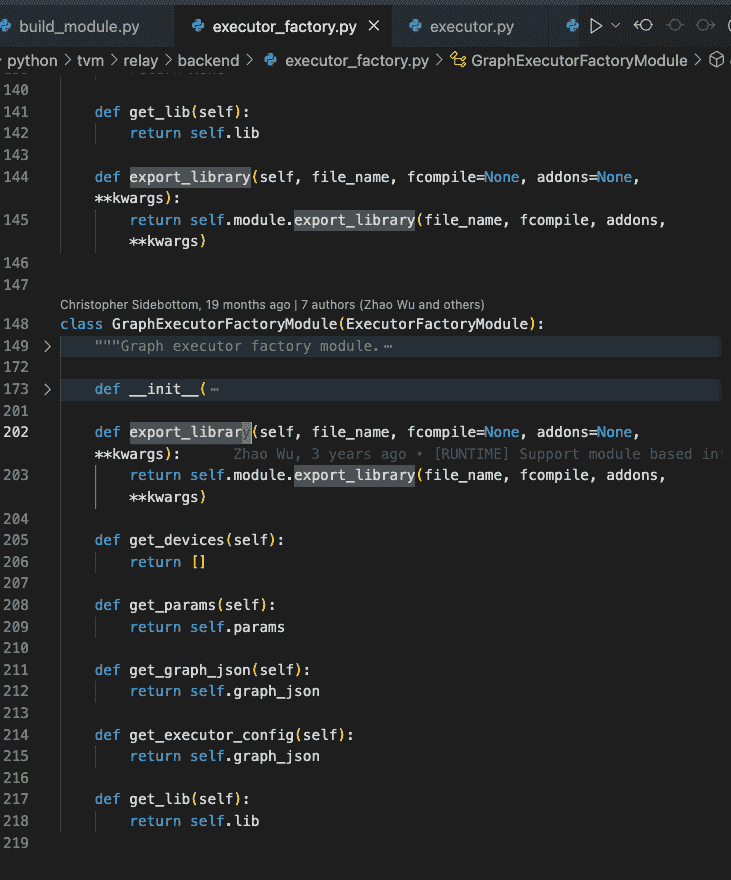 build_module.py executor_factory.py executor.py
python > tvm > relay > backend > executor_factory.py > GraphExecutorFactoryModule >
140
141 def get_lib(self):
142 return self.lib
143
144 def export_library(self, file_name, fcompile=None, addons=None,
**kwargs):
145 return self.module.export_library(file_name, fcompile, addons,
**kwargs)
146
147
Christopher Sidebottom, 19 months ago | 7 authors (Zhao Wu and others)
148 class GraphExecutorFactoryModule(ExecutorFactoryModule):
149 > """Graph executor factory module. ⋯
172
173 > def __init__( ⋯
201
202 def export_library(self, file_name, fcompile=None, addons=None,
**kwargs): Zhao Wu, 3 years ago • [RUNTIME] Support module based in
203 return self.module.export_library(file_name, fcompile, addons,
**kwargs)
204
205 def get_devices(self):
206 return []
207
208 def get_params(self):
209 return self.params
210
211 def get_graph_json(self):
212 return self.graph_json
213
214 def get_executor_config(self):
215 return self.graph_json
216
217 def get_lib(self):
218 return self.lib
219